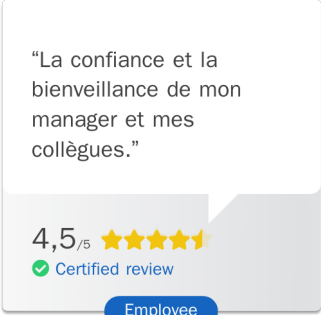 “La confiance et la
bienveillance de mon
manager et mes
collègues.”
4,5/5
Certified review
Employee